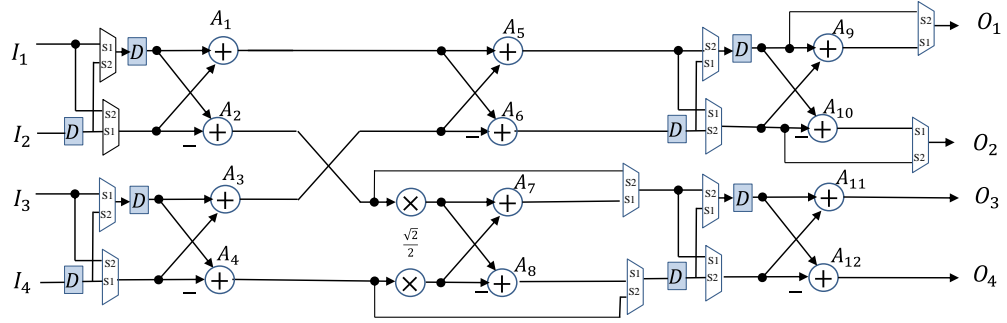 A1 A5 S2 O1
I1 S1 D + + S1 D A9 + S1
S2 S2
A2 A6 A10
I2 D S2 S1 − + − + D S1 S2 − + S1 S2 O2
I3 S1 S2 D A3 + × A7 + S2 S1 S1 S2 D A11 + O3
√2/2
I4 D S2 S1 − A4 + × − A8 + S1 S2 D S1 S2 − A12 + O4